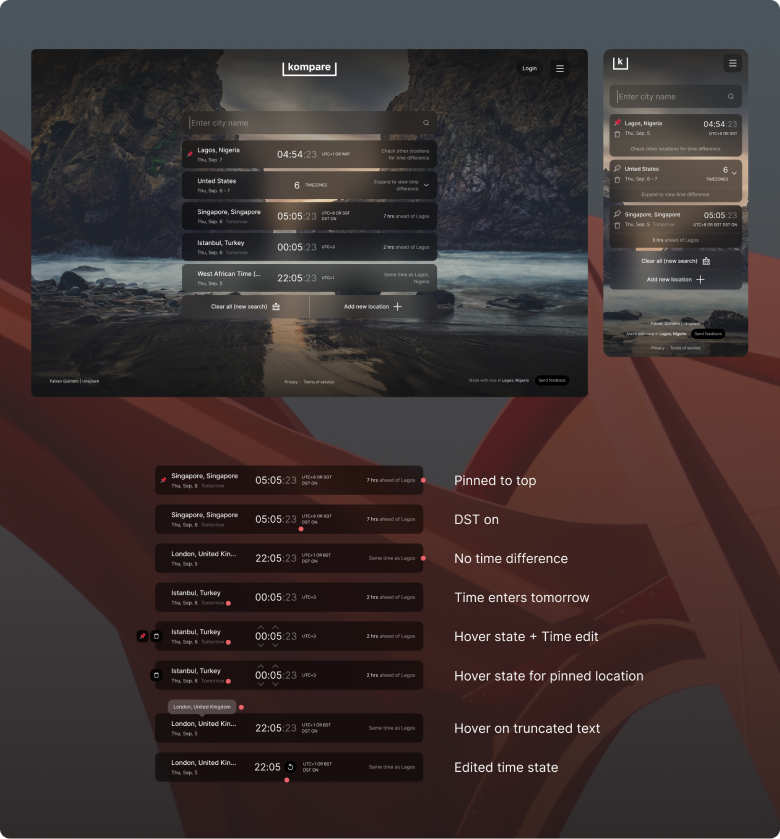 kompare
Login
Enter city name
Lagos, Nigeria
Thu, Sep. 7
04:54:23
UTC+1 OR WAT
Check other locations
for time difference
Unted States
Thu, Sep. 6 - 7
6
TIMEZONES
Expand to view time
difference
Singapore, Singapore
Thu, Sep. 6 Tomorrow
05:05:23
UTC+8 OR SGT
DST ON
7 hrs ahead of Lagos
Istanbul, Turkey
Thu, Sep. 6 Tomorrow
00:05:23
UTC+3
2 hrs ahead of Lagos
West African Time (...
Thu, Sep. 5
22:05:23
UTC+1
Same time as Lagos,
Nigeria
Clear all (new search)
Add new location
Fabian Quintero | Unsplash
Privacy . Terms of service
Made with love in Lagos, Nigeria
Send feedback
k
Enter city name
Lagos, Nigeria
Thu, Sep. 5
04:54:23
UTC+8 OR SGT
Check other locations for time difference
Unted States
Thu, Sep. 6 - 7
6
TIMEZONES
Expand to view time difference
Singapore, Singapore
Thu, Sep. 5 Tomorrow
05:05:23
UTC+8 OR SGT DST ON
3 hrs ahead of Lagos
Clear all (new search)
Add new location
Fabian Quintero | Unsplash
Made with love in Lagos, Nigeria
Send feedback
Privacy . Terms of service
Singapore, Singapore
Thu, Sep. 6 Tomorrow
05:05:23
UTC+8 OR SGT
DST ON
7 hrs ahead of Lagos
Pinned to top
Singapore, Singapore
Thu, Sep. 6 Tomorrow
05:05:23
UTC+8 OR SGT
DST ON
7 hrs ahead of Lagos
DST on
London, United Kin...
Thu, Sep. 5
22:05:23
UTC+1 OR BST
DST ON
Same time as Lagos
No time difference
Istanbul, Turkey
Thu, Sep. 5 Tomorrow
00:05:23
UTC+3
2 hrs ahead of Lagos
Time enters tomorrow
Istanbul, Turkey
Thu, Sep. 6 Tomorrow
00:05:23
UTC+3
2 hrs ahead of Lagos
Hover state + Time edit
Istanbul, Turkey
Thu, Sep. 6 Tomorrow
00:05:23
UTC+3
2 hrs ahead of Lagos
Hover state for pinned location
London, United Kingdom
London, United Kin...
Thu, Sep. 5
22:05:23
UTC+1 OR BST
DST ON
Same time as Lagos
Hover on truncated text
London, United Kin...
Thu, Sep. 5
22:05
UTC+1 OR BST
DST ON
Same time as Lagos
Edited time state